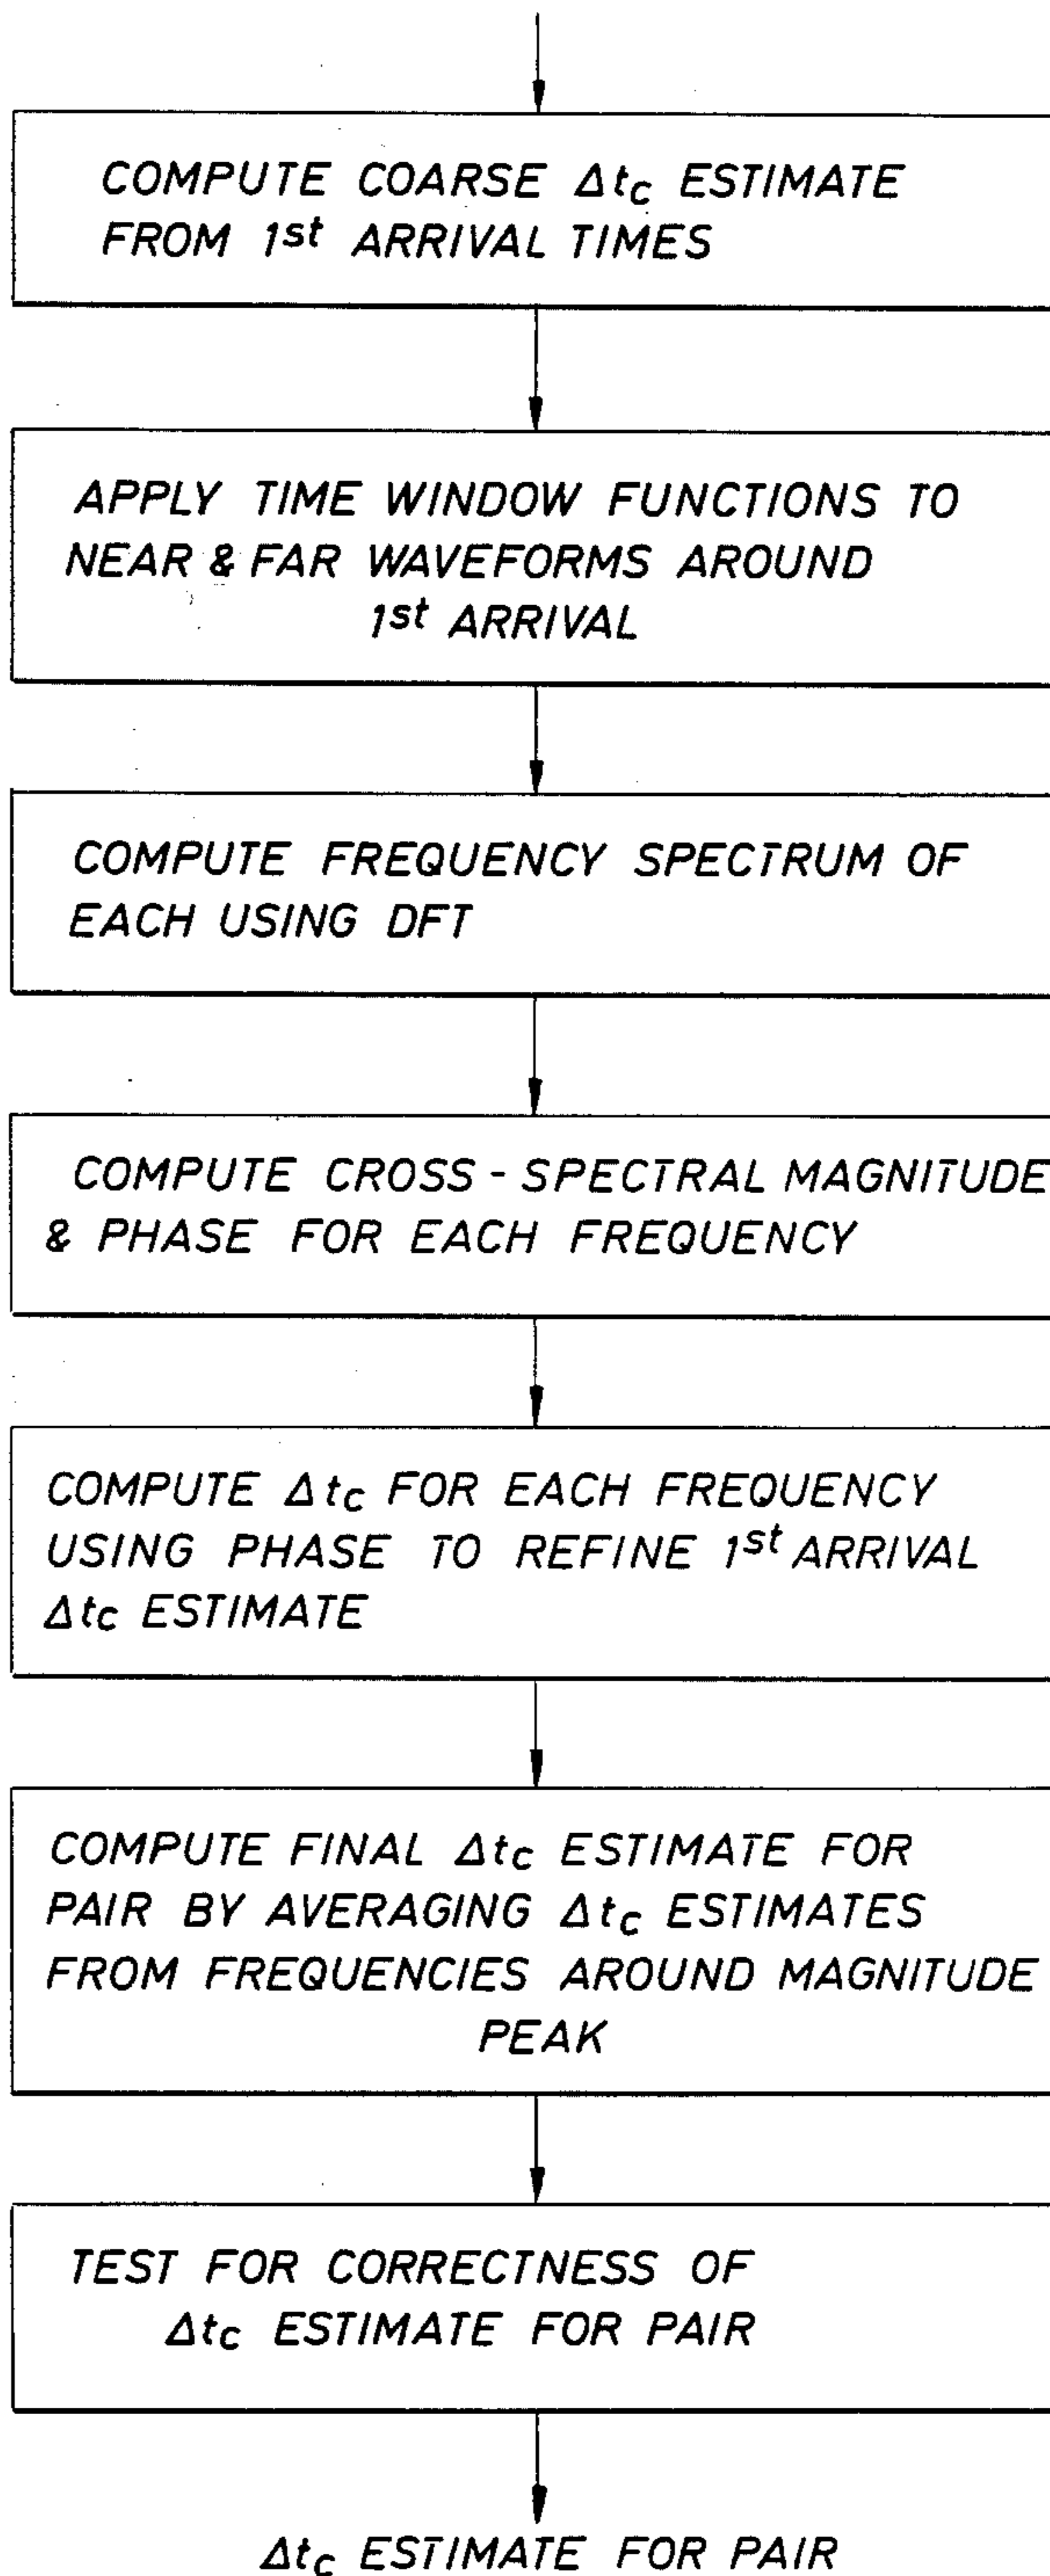 COMPUTE COARSE Δtc ESTIMATE
FROM 1st ARRIVAL TIMES
APPLY TIME WINDOW FUNCTIONS TO
NEAR & FAR WAVEFORMS AROUND
1st ARRIVAL
COMPUTE FREQUENCY SPECTRUM OF
EACH USING DFT
COMPUTE CROSS - SPECTRAL MAGNITUDE
& PHASE FOR EACH FREQUENCY
COMPUTE Δtc FOR EACH FREQUENCY
USING PHASE TO REFINE 1st ARRIVAL
Δtc ESTIMATE
COMPUTE FINAL Δtc ESTIMATE FOR
PAIR BY AVERAGING Δtc ESTIMATES
FROM FREQUENCIES AROUND MAGNITUDE
PEAK
TEST FOR CORRECTNESS OF
Δtc ESTIMATE FOR PAIR
Δtc ESTIMATE FOR PAIR